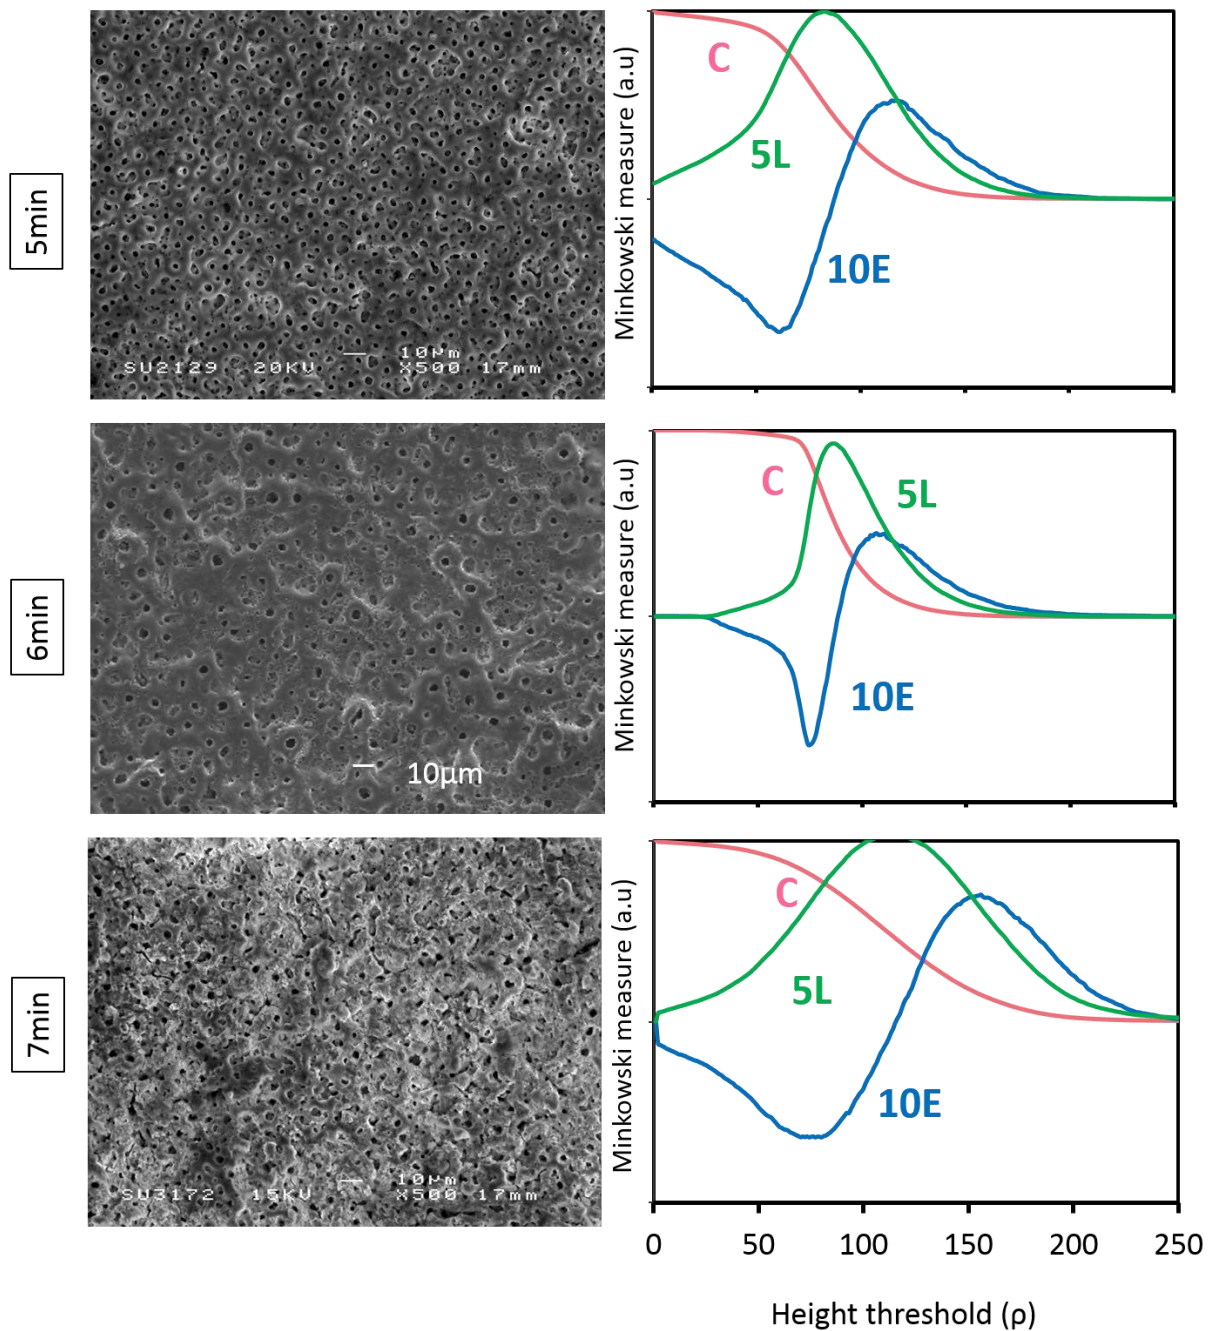 5min
SU2129 20KV 10μm
X500 17mm
Minkowski measure (a.u)
C
5L
10E
6min
10μm
Minkowski measure (a.u)
C
5L
10E
7min
SU3172 15KV 10μm
X500 17mm
Minkowski measure (a.u)
C
5L
10E
0 50 100 150 200 250
Height threshold (ρ)